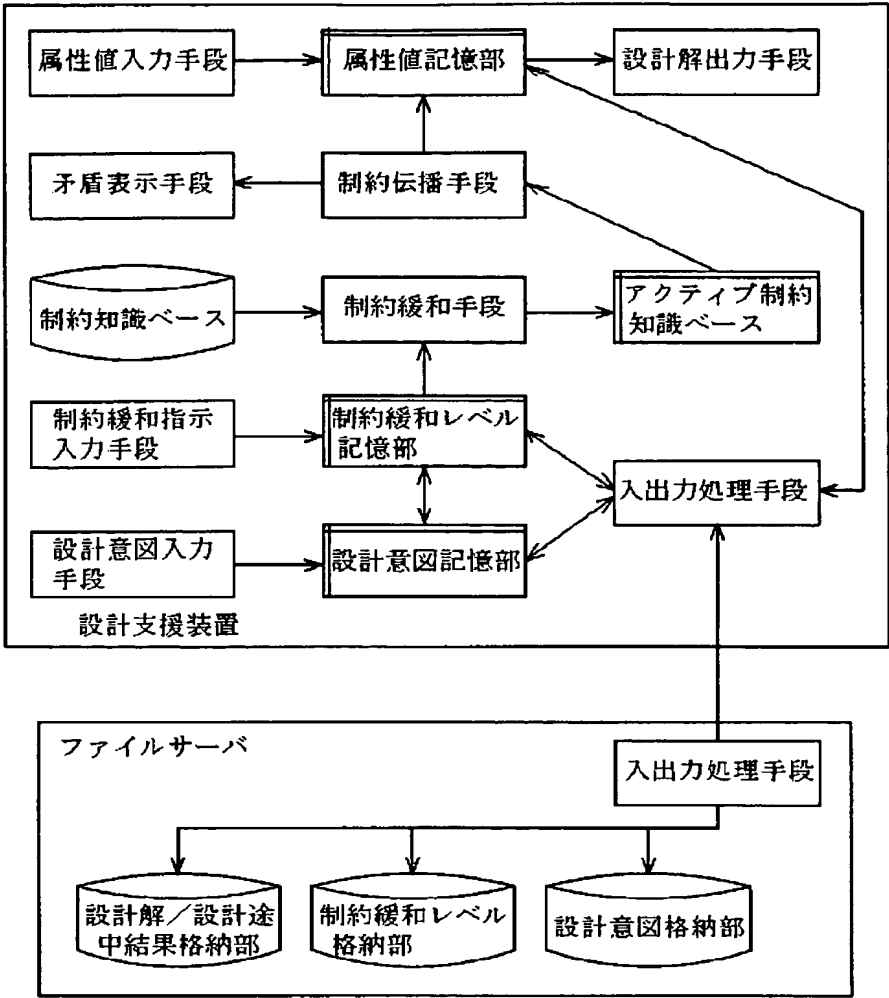 属性値入力手段
属性値記憶部
設計解出力手段
矛盾表示手段
制約伝播手段
制約知識ベース
制約緩和手段
アクティブ制約
知識ベース
制約緩和指示
入力手段
制約緩和レベル
記憶部
入出力処理手段
設計意図入力
手段
設計意図記憶部
設計支援装置
ファイルサーバ
入出力処理手段
設計解/設計途
中結果格納部
制約緩和レベル
格納部
設計意図格納部